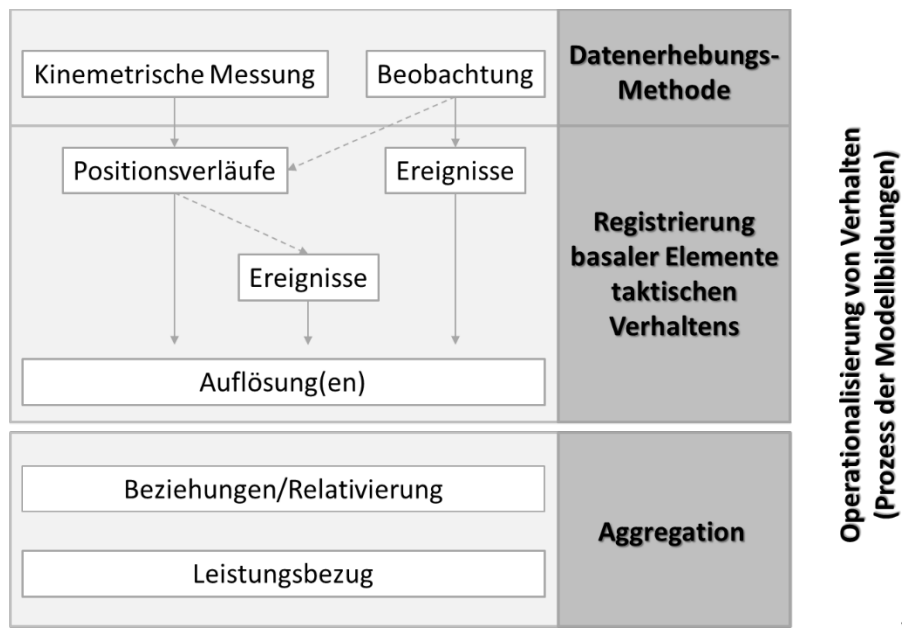 Kinemetrische Messung
Beobachtung
Datenerhebungs-
Methode
Positionsverläufe
Ereignisse
Ereignisse
Registrierung
basaler Elemente
taktischen
Verhaltens
Auflösung(en)
Beziehungen/Relativierung
Leistungsbezug
Aggregation
Operationalisierung von Verhalten
(Prozess der Modellbildungen)